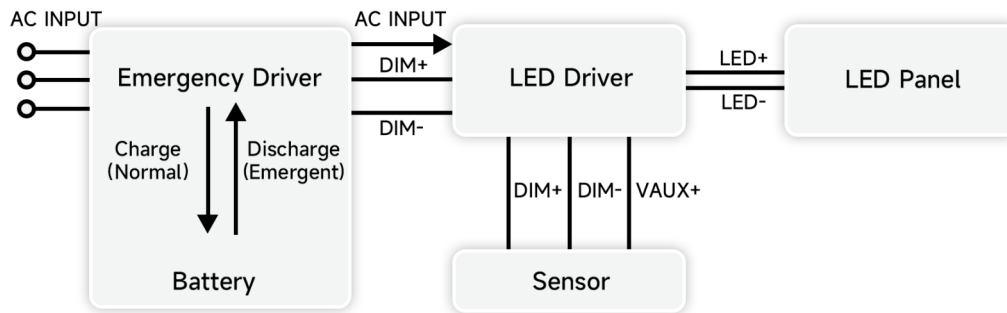 AC INPUT
AC INPUT
Emergency Driver
DIM+
DIM-
LED Driver
LED+
LED-
LED Panel
Charge
(Normal)
Discharge
(Emergent)
Battery
DIM+
DIM-
VAUX+
Sensor